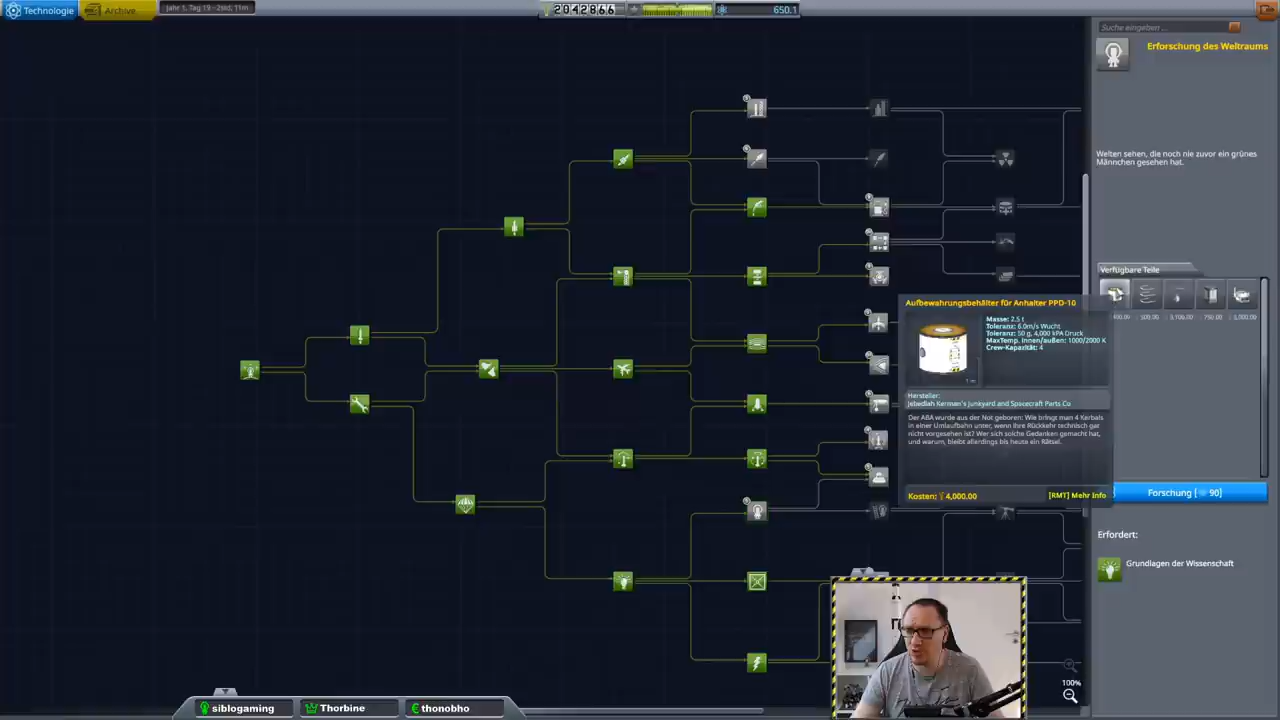 Technologie
Archive
Jahr 1, Tag 19 - 2std, 11m
2042866
650.1
Suche eingeben ...
Erforschung des Weltraums
Welten sehen, die noch nie zuvor ein grünes
Männchen gesehen hat.
Verfügbare Teile
Aufbewahrungsbehälter für Anhalter PPD-10
Masse: 2.5 t
Toleranz: 6.0m/s Wucht
Toleranz: 50 g, 4,000 kPA Druck
MaxTemp. innen/außen: 1000/2000 K
Crew-Kapazität: 4
Hersteller:
Jebediah Kerman's Junkyard and Spacecraft Parts Co
Der ABA wurde aus der Not geboren: Wie bringt man 4 Kerbals
in einer Umlaufbahn unter, wenn ihre Rückkehr technisch gar
nicht vorgesehen ist? Wer sich solche Gedanken gemacht hat,
und warum, bleibt allerdings bis heute ein Rätsel.
Kosten: 4,000.00
[RMT] Mehr Info
Forschung [ 90]
Erfordert:
Grundlagen der Wissenschaft
100%
siblogaming
Thorbine
thonobho